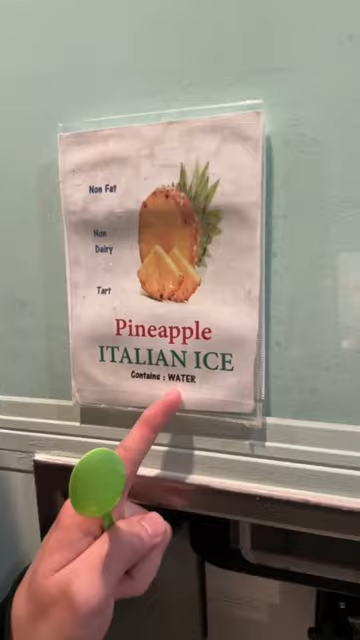 Non Fat
Non
Dairy
Tart
Pineapple
ITALIAN ICE
Contains : WATER